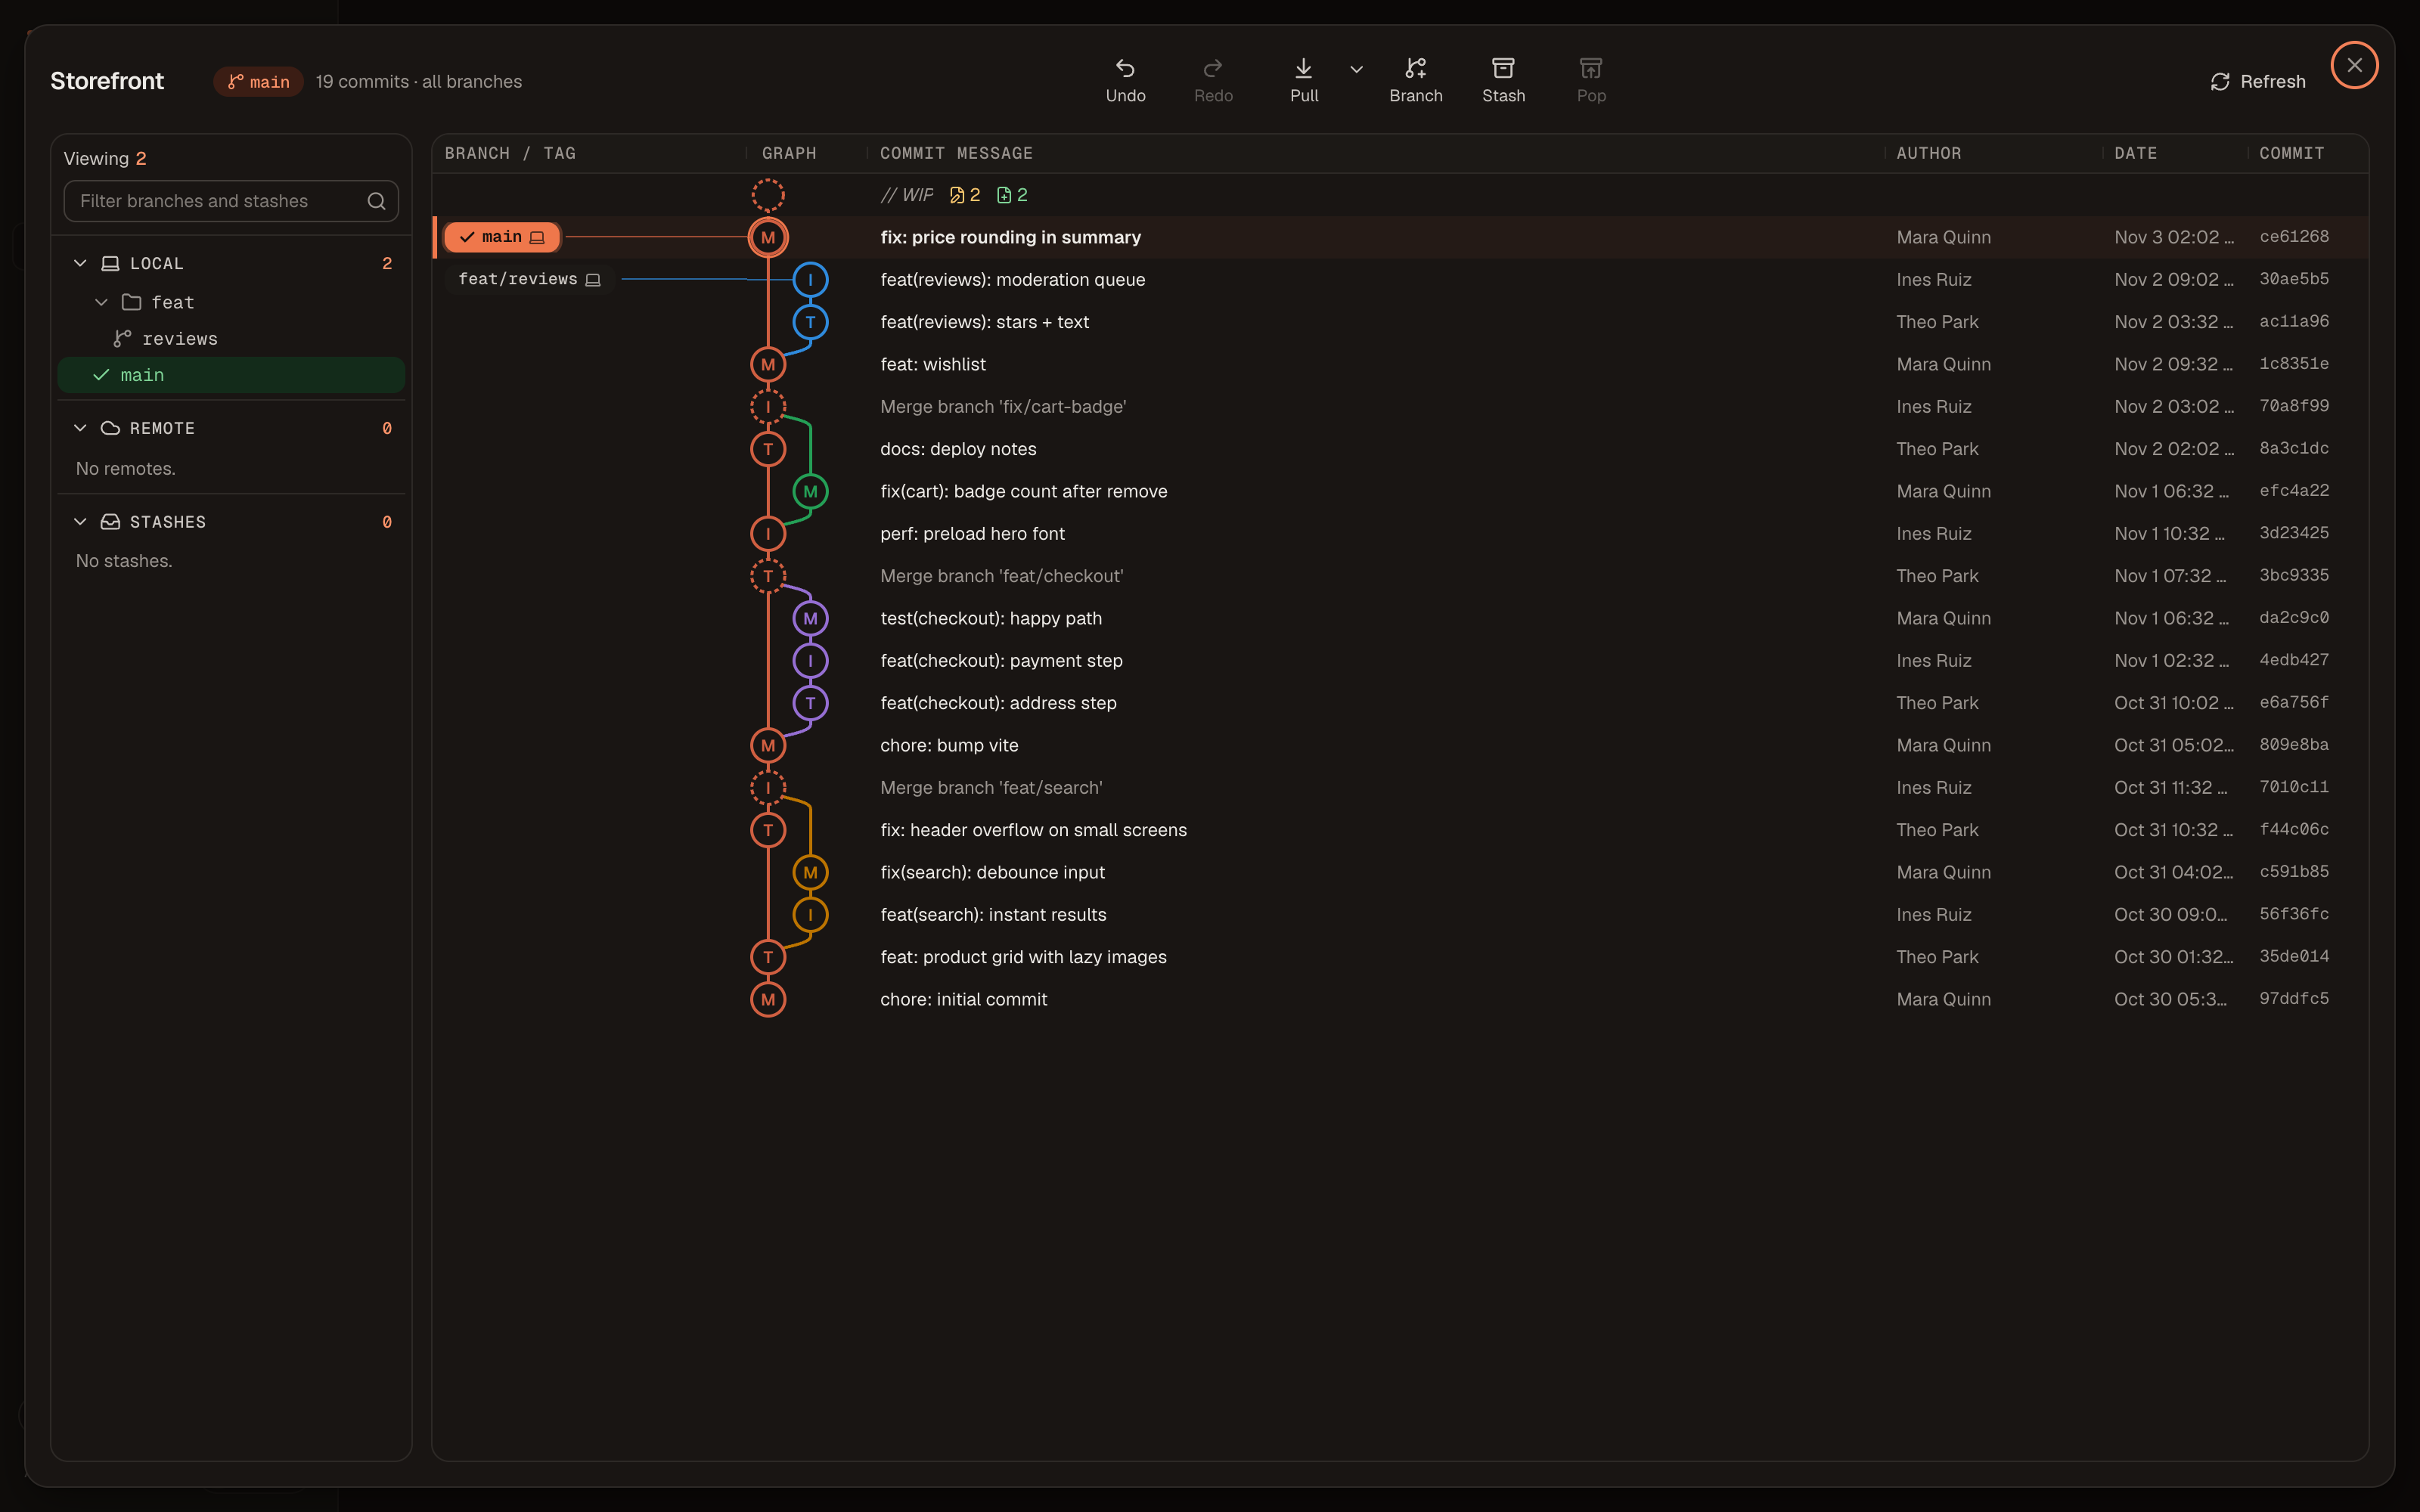 Storefront main 19 commits · all branches
Undo Redo Pull Branch Stash Pop
Refresh
Viewing 2
Filter branches and stashes
LOCAL 2
feat
reviews
main
REMOTE 0
No remotes.
STASHES 0
No stashes.
BRANCH / TAG GRAPH COMMIT MESSAGE AUTHOR DATE COMMIT
// WIP 2 2
main M fix: price rounding in summary Mara Quinn Nov 3 02:02 ... ce61268
feat/reviews I feat(reviews): moderation queue Ines Ruiz Nov 2 09:02 ... 30ae5b5
T feat(reviews): stars + text Theo Park Nov 2 03:32 ... ac11a96
M feat: wishlist Mara Quinn Nov 2 09:32 ... 1c8351e
I Merge branch 'fix/cart-badge' Ines Ruiz Nov 2 03:02 ... 70a8f99
T docs: deploy notes Theo Park Nov 2 02:02 ... 8a3c1dc
M fix(cart): badge count after remove Mara Quinn Nov 1 06:32 ... efc4a22
I perf: preload hero font Ines Ruiz Nov 1 10:32 ... 3d23425
T Merge branch 'feat/checkout' Theo Park Nov 1 07:32 ... 3bc9335
M test(checkout): happy path Mara Quinn Nov 1 06:32 ... da2c9c0
I feat(checkout): payment step Ines Ruiz Nov 1 02:32 ... 4edb427
T feat(checkout): address step Theo Park Oct 31 10:02 ... e6a756f
M chore: bump vite Mara Quinn Oct 31 05:02... 809e8ba
I Merge branch 'feat/search' Ines Ruiz Oct 31 11:32 ... 7010c11
T fix: header overflow on small screens Theo Park Oct 31 10:32 ... f44c06c
M fix(search): debounce input Mara Quinn Oct 31 04:02... c591b85
I feat(search): instant results Ines Ruiz Oct 30 09:0... 56f36fc
T feat: product grid with lazy images Theo Park Oct 30 01:32... 35de014
M chore: initial commit Mara Quinn Oct 30 05:3... 97ddfc5